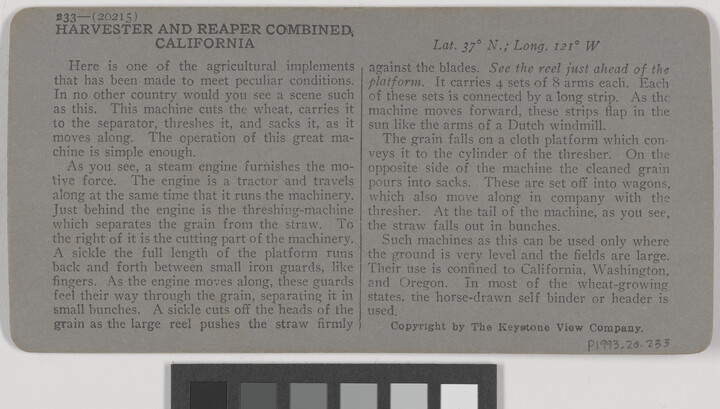 233—(20215)
HARVESTER AND REAPER COMBINED,
CALIFORNIA
Here is one of the agricultural implements
that has been made to meet peculiar conditions.
In no other country would you see a scene such
as this. This machine cuts the wheat, carries it
to the separator, threshes it, and sacks it, as it
moves along. The operation of this great ma-
chine is simple enough.
As you see, a steam engine furnishes the mo-
tive force. The engine is a tractor and travels
along at the same time that it runs the machinery.
Just behind the engine is the threshing-machine
which separates the grain from the straw. To
the right of it is the cutting part of the machinery.
A sickle the full length of the platform runs
back and forth between small iron guards, like
fingers. As the engine moves along, these guards
feel their way through the grain, separating it in
small bunches. A sickle cuts off the heads of the
grain as the large reel pushes the straw firmly
Lat. 37° N.; Long. 121° W
against the blades. See the reel just ahead of the
platform. It carries 4 sets of 8 arms each. Each
of these sets is connected by a long strip. As the
machine moves forward, these strips flap in the
sun like the arms of a Dutch windmill.
The grain falls on a cloth platform which con-
veys it to the cylinder of the thresher. On the
opposite side of the machine the cleaned grain
pours into sacks. These are set off into wagons,
which also move along in company with the
thresher. At the tail of the machine, as you see,
the straw falls out in bunches.
Such machines as this can be used only where
the ground is very level and the fields are large.
Their use is confined to California, Washington,
and Oregon. In most of the wheat-growing
states, the horse-drawn self binder or header is
used.
Copyright by The Keystone View Company.
P1993.20.233